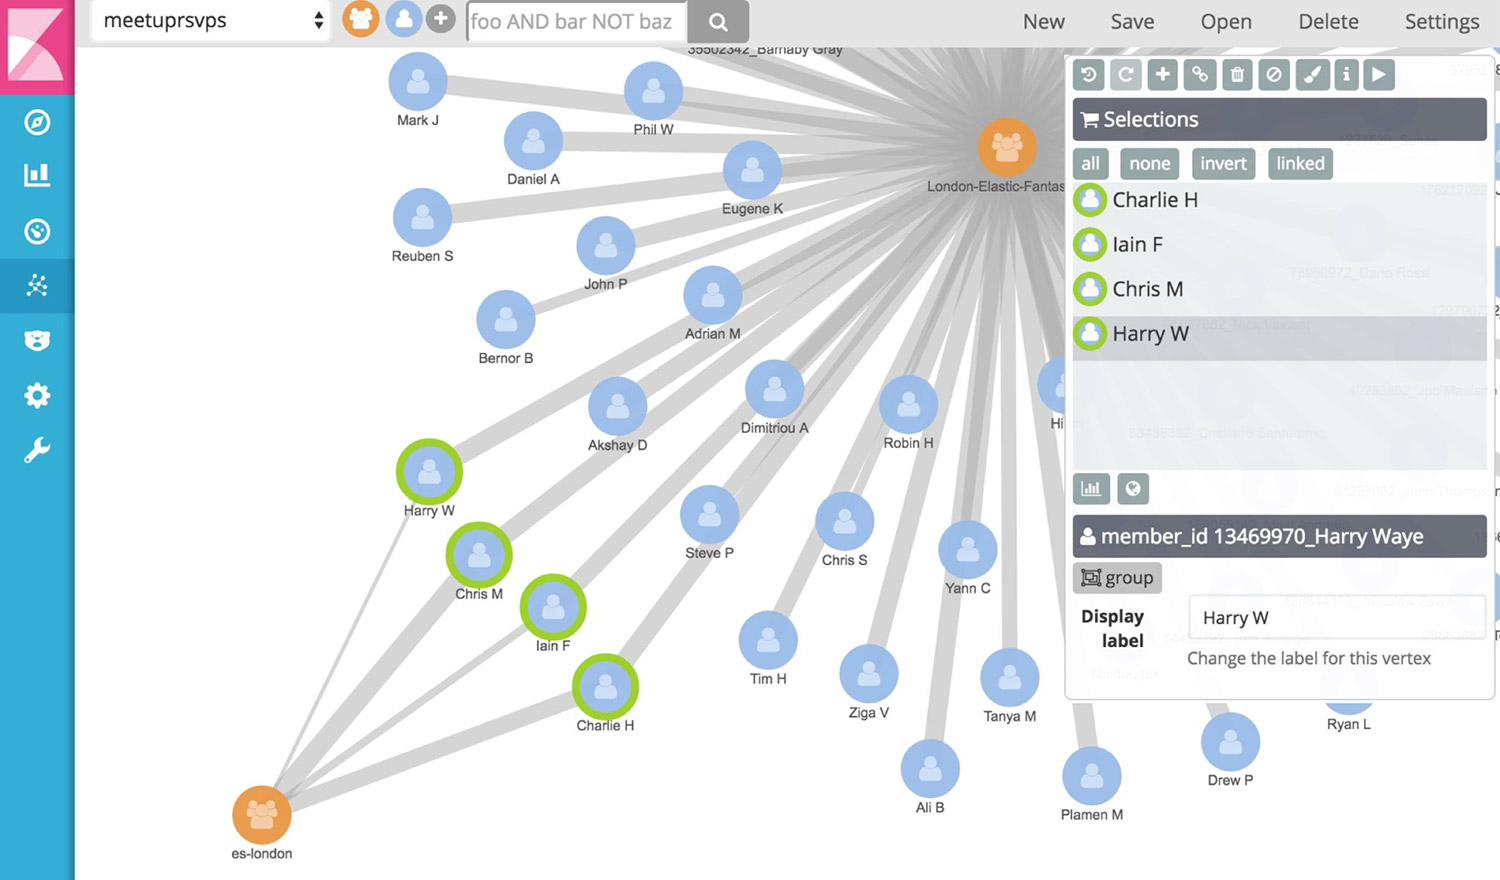 meetuprsvps
foo AND bar NOT baz
New
Save
Open
Delete
Settings
35502342_Barnaby Gray
Mark J
Phil W
Daniel A
Eugene K
Reuben S
John P
Bernor B
Adrian M
London-Elastic-Fantas
Akshay D
Dimitriou A
Robin H
Hi
Harry W
Chris M
Iain F
Charlie H
Steve P
Chris S
Yann C
Tim H
Ziga V
Tanya M
Ali B
Plamen M
Drew P
Ryan L
es-london
Selections
all
none
invert
linked
Charlie H
Iain F
Chris M
Harry W
member_id 13469970_Harry Waye
group
Display
label
Harry W
Change the label for this vertex